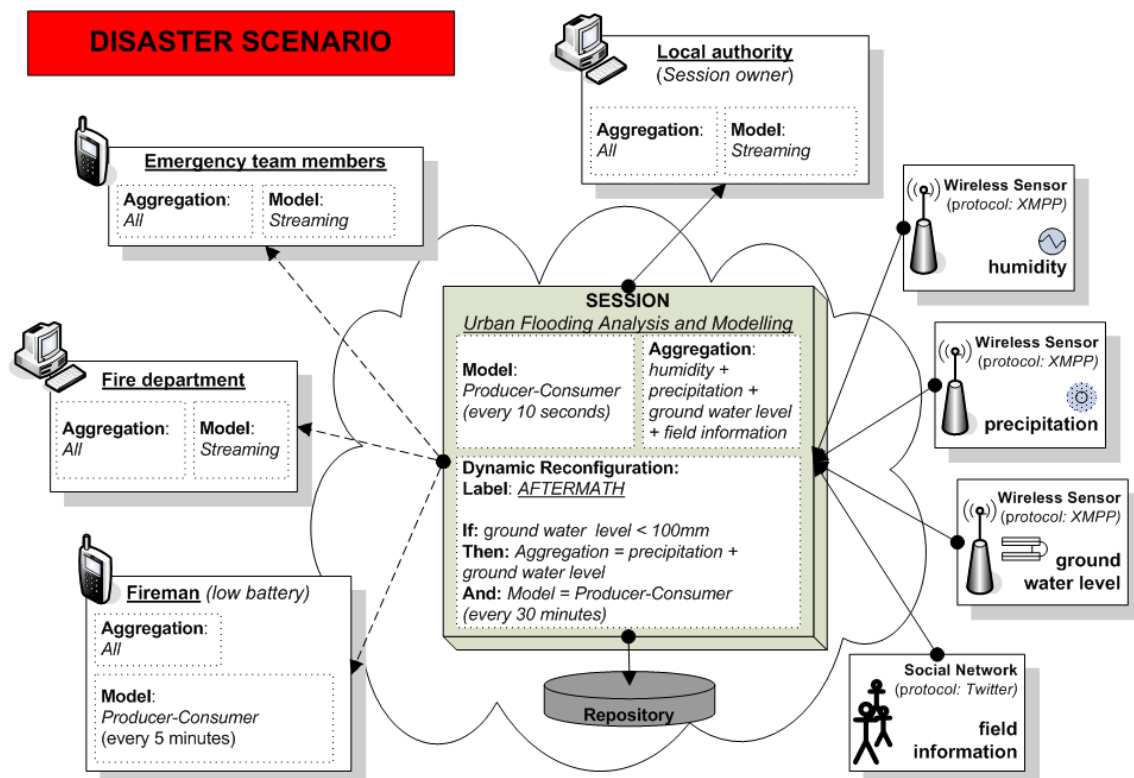 DISASTER SCENARIO
Local authority
(Session owner)
Aggregation:
All
Model:
Streaming
Emergency team members
Aggregation:
All
Model:
Streaming
Fire department
Aggregation:
All
Model:
Streaming
Fireman (low battery)
Aggregation:
All
Model:
Producer-Consumer
(every 5 minutes)
SESSION
Urban Flooding Analysis and Modelling
Model:
Producer-Consumer
(every 10 seconds)
Aggregation:
humidity +
precipitation +
ground water level
+ field information
Dynamic Reconfiguration:
Label: AFTERMATH
If: ground water level < 100mm
Then: Aggregation = precipitation +
ground water level
And: Model = Producer-Consumer
(every 30 minutes)
Repository
Wireless Sensor
(protocol: XMPP)
humidity
Wireless Sensor
(protocol: XMPP)
precipitation
Wireless Sensor
(protocol: XMPP)
ground
water level
Social Network
(protocol: Twitter)
field
information